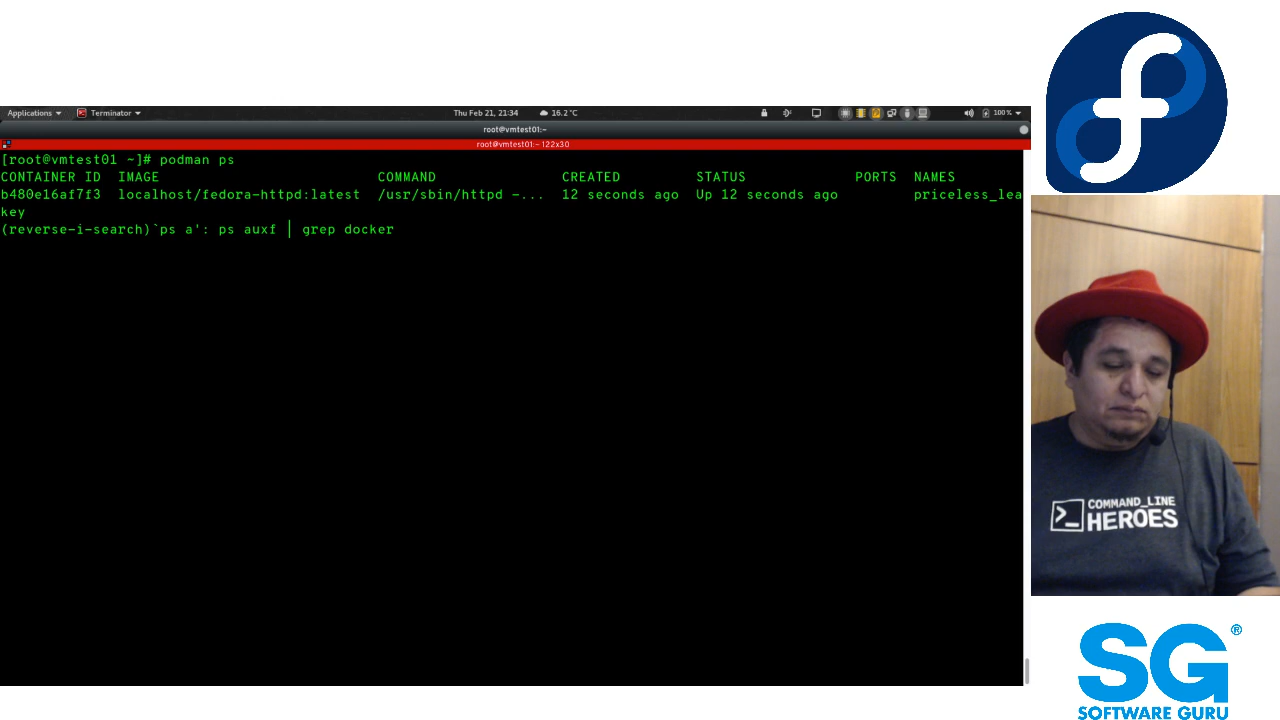 Applications
Terminator
Thu Feb 21, 21:34
16.2°C
100%
root@vmtest01:~
root@vmtest01:~ 122x30
[root@vmtest01 ~]# podman ps
CONTAINER ID  IMAGE                          COMMAND               CREATED         STATUS             PORTS  NAMES
b480e16af7f3  localhost/fedora-httpd:latest  /usr/sbin/httpd -...  12 seconds ago  Up 12 seconds ago         priceless_lea
key
(reverse-i-search)`ps a': ps auxf | grep docker
COMMAND_LINE
HEROES
SG®
SOFTWARE GURU